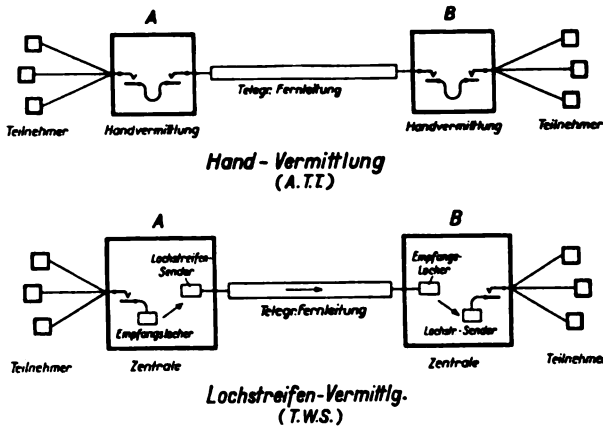 A
B
Telegr. Fernleitung
Teilnehmer
Handvermittlung
Handvermittlung
Teilnehmer
Hand-Vermittlung
(A.T.T.)
A
B
Lochstreifen-
Sender
Empfangs-
Locher
Telegr. Fernleitung
Empfangslocher
Lochstr-Sender
Teilnehmer
Zentrale
Zentrale
Teilnehmer
Lochstreifen-Vermittlg.
(T.W.S.)